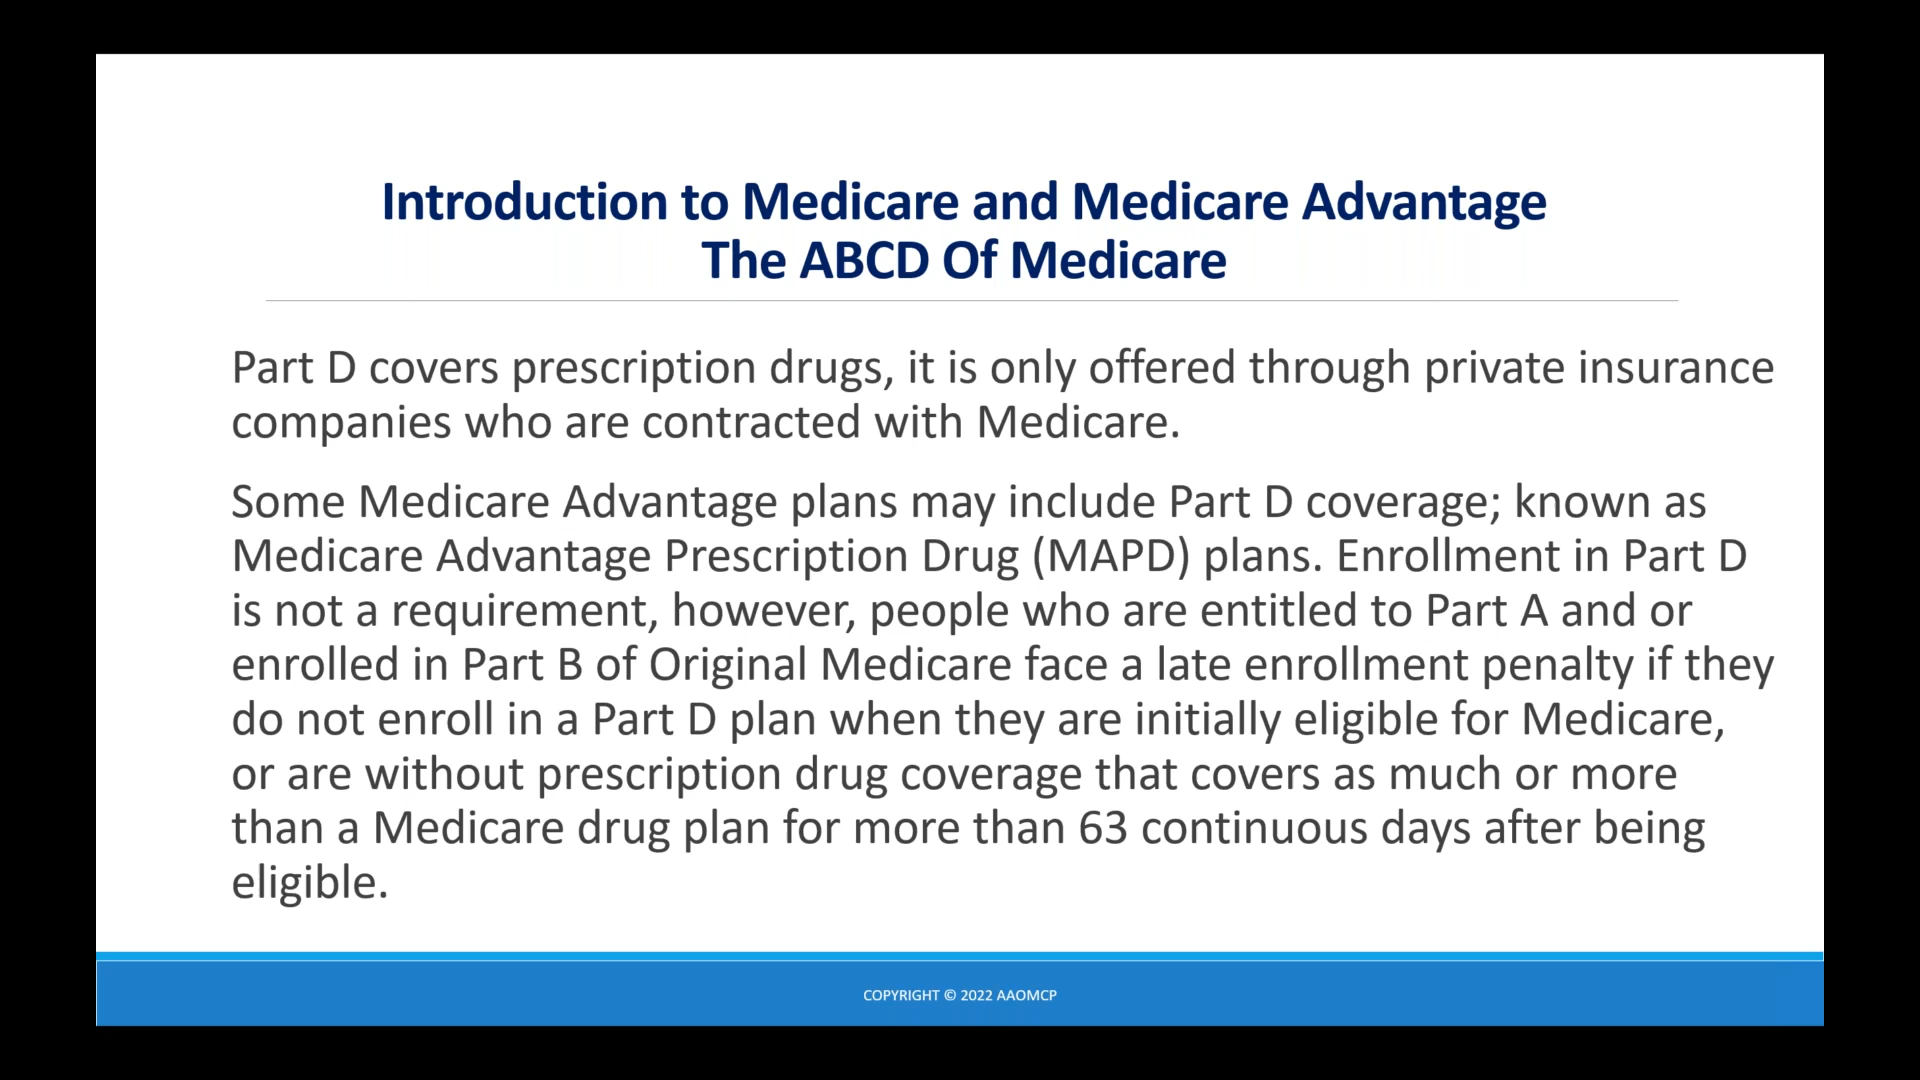 Introduction to Medicare and Medicare Advantage
The ABCD Of Medicare
Part D covers prescription drugs, it is only offered through private insurance
companies who are contracted with Medicare.
Some Medicare Advantage plans may include Part D coverage; known as
Medicare Advantage Prescription Drug (MAPD) plans. Enrollment in Part D
is not a requirement, however, people who are entitled to Part A and or
enrolled in Part B of Original Medicare face a late enrollment penalty if they
do not enroll in a Part D plan when they are initially eligible for Medicare,
or are without prescription drug coverage that covers as much or more
than a Medicare drug plan for more than 63 continuous days after being
eligible.
COPYRIGHT © 2022 AAOMCP